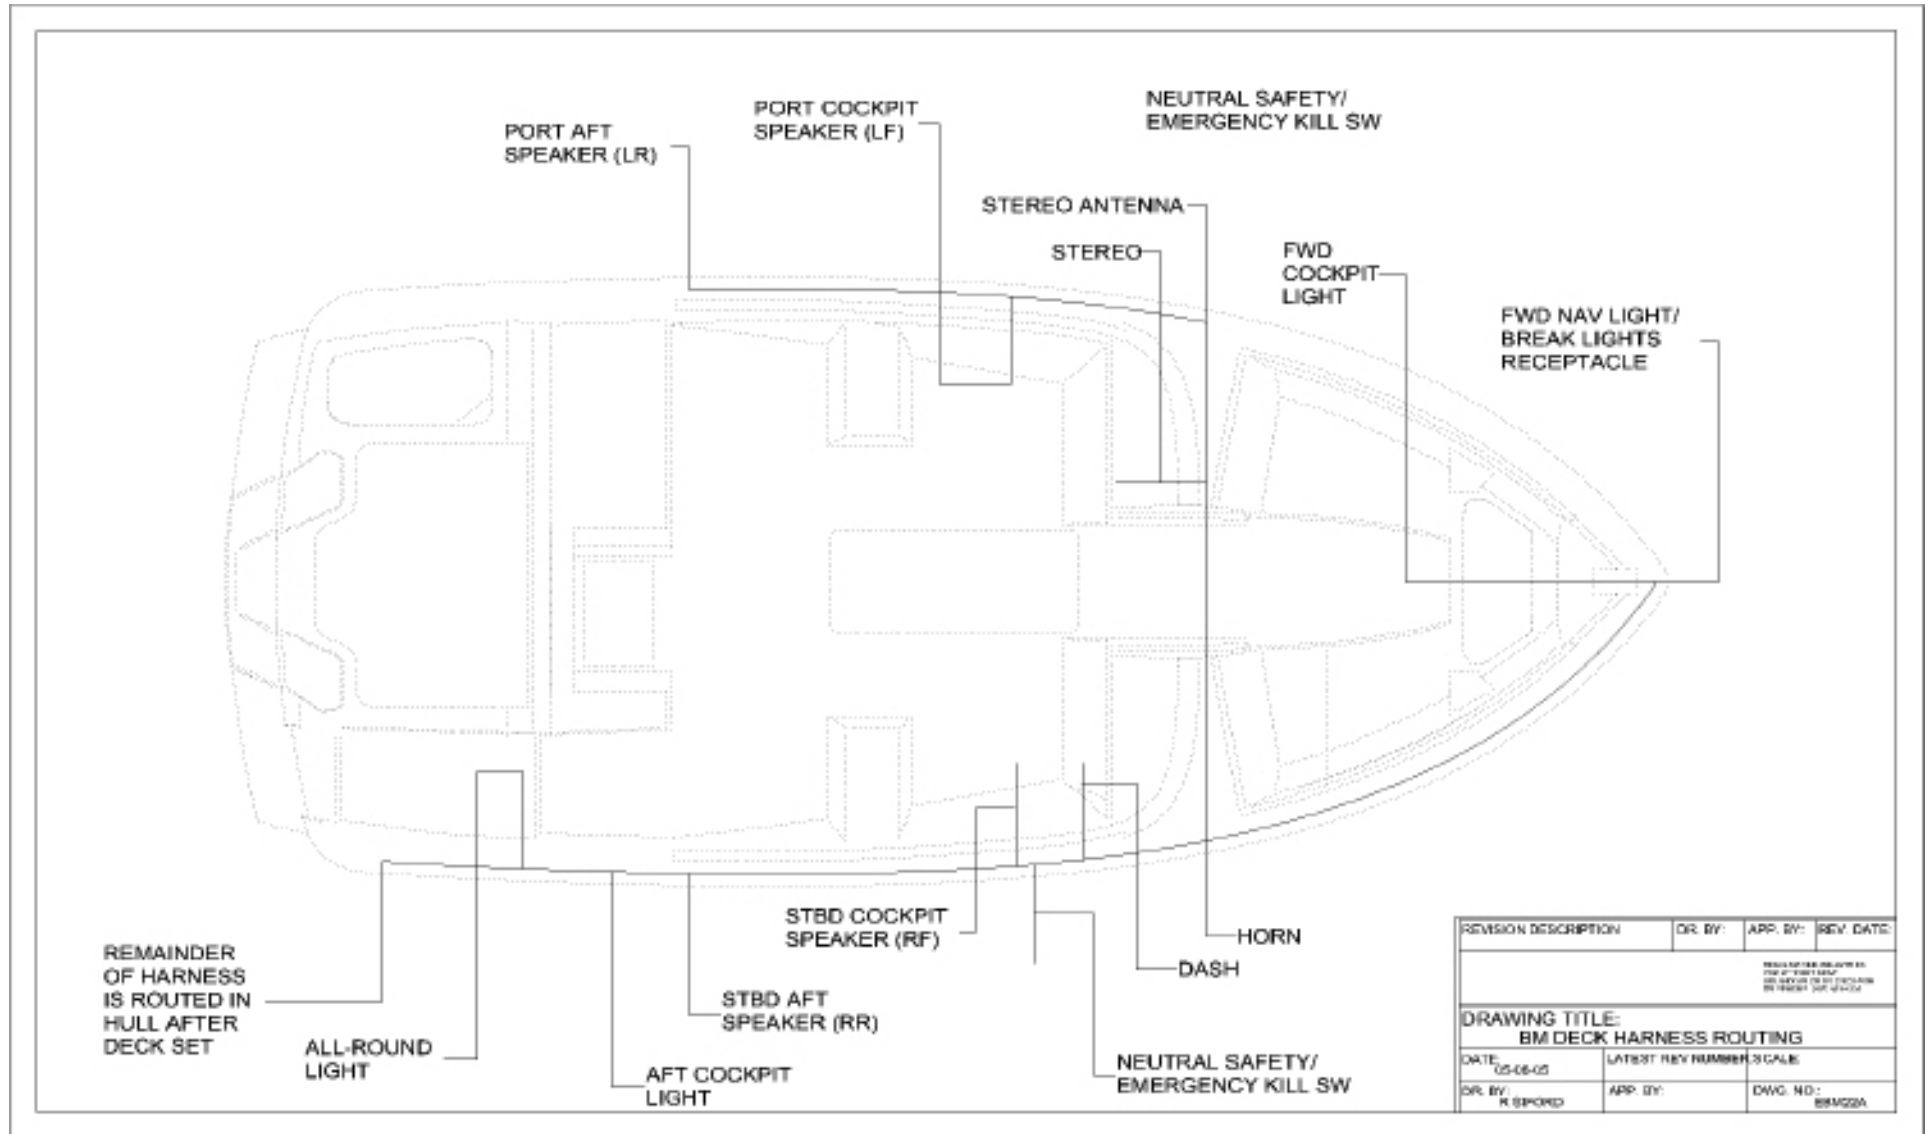 NEUTRAL SAFETY/
EMERGENCY KILL SW
PORT COCKPIT
SPEAKER (LF)
PORT AFT
SPEAKER (LR)
STEREO ANTENNA
STEREO
FWD
COCKPIT
LIGHT
FWD NAV LIGHT/
BREAK LIGHTS
RECEPTACLE
STBD COCKPIT
SPEAKER (RF)
HORN
DASH
REMAINDER
OF HARNESS
IS ROUTED IN
HULL AFTER
DECK SET
STBD AFT
SPEAKER (RR)
ALL-ROUND
LIGHT
AFT COCKPIT
LIGHT
NEUTRAL SAFETY/
EMERGENCY KILL SW
REVISION DESCRIPTION DR. BY: APP. BY: REV. DATE:
DRAWING TITLE:
BM DECK HARNESS ROUTING
DATE: LATEST REV NUMBER: SCALE:
05-06-05
DR. BY: APP. BY: DWG. NO.:
R SIFORD